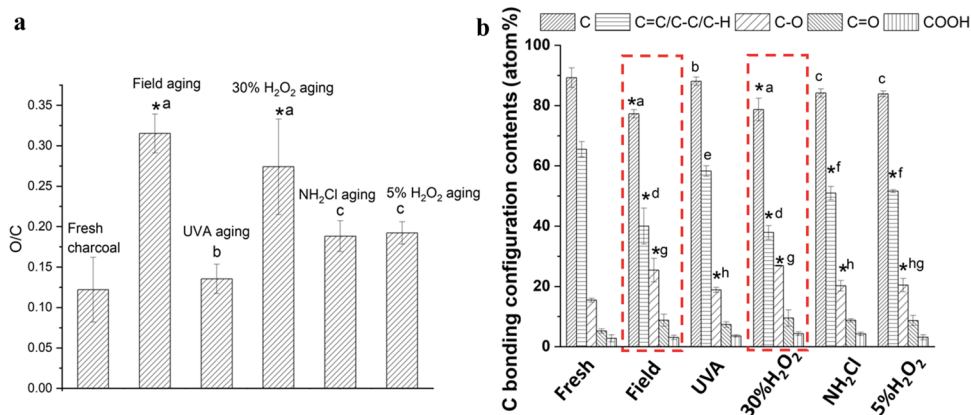 a
O/C
0.35
0.30
0.25
0.20
0.15
0.10
0.05
0.00
Fresh
charcoal
Field aging
*a
UVA aging
b
30% H₂O₂ aging
*a
NH₂Cl aging
c
5% H₂O₂ aging
c
b
C
C=C/C-C/C-H
C-O
C=O
COOH
C bonding configuration contents (atom%)
100
80
60
40
20
0
*a
*d
*g
b
e
*h
*a
*d
*g
c
*f
*h
c
*f
*hg
Fresh
Field
UVA
30%H₂O₂
NH₂Cl
5%H₂O₂